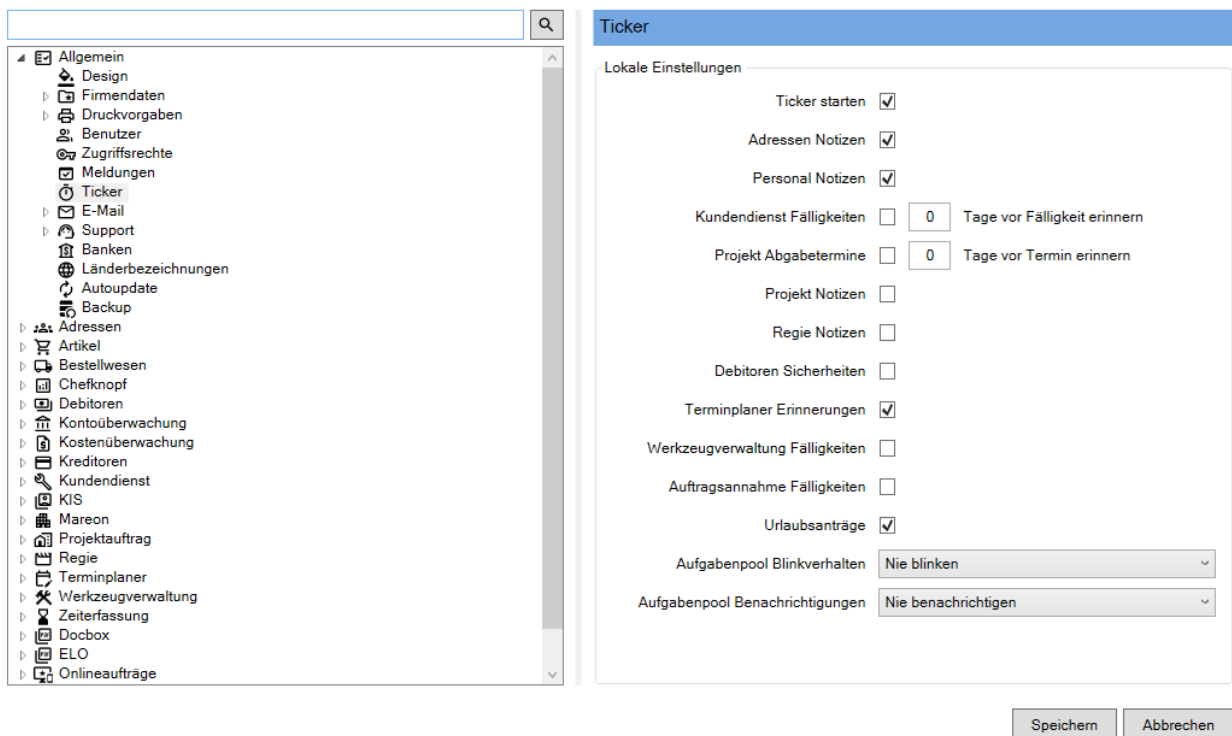 Allgemein
Design
Firmendaten
Druckvorgaben
Benutzer
Zugriffsrechte
Meldungen
Ticker
E-Mail
Support
Banken
Länderbezeichnungen
Autoupdate
Backup
Adressen
Artikel
Bestellwesen
Chefknopf
Debitoren
Kontoüberwachung
Kostenüberwachung
Kreditoren
Kundendienst
KIS
Mareon
Projektauftrag
Regie
Terminplaner
Werkzeugverwaltung
Zeiterfassung
Docbox
ELO
Onlineaufträge
Ticker
Lokale Einstellungen
Ticker starten
Adressen Notizen
Personal Notizen
Kundendienst Fälligkeiten 0 Tage vor Fälligkeit erinnern
Projekt Abgabetermine 0 Tage vor Termin erinnern
Projekt Notizen
Regie Notizen
Debitoren Sicherheiten
Terminplaner Erinnerungen
Werkzeugverwaltung Fälligkeiten
Auftragsannahme Fälligkeiten
Urlaubsanträge
Aufgabenpool Blinkverhalten Nie blinken
Aufgabenpool Benachrichtigungen Nie benachrichtigen
Speichern Abbrechen